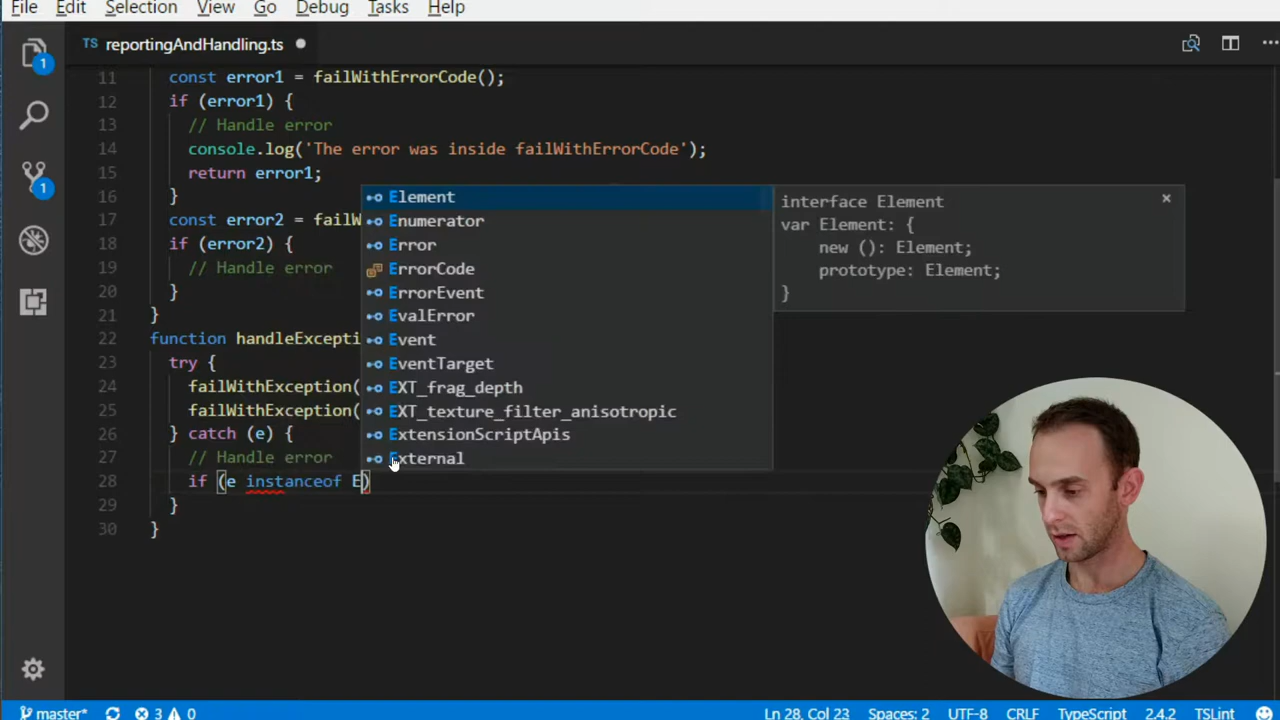 File Edit Selection View Go Debug Tasks Help
TS reportingAndHandling.ts
1
1
11 const error1 = failWithErrorCode();
12 if (error1) {
13 // Handle error
14 console.log('The error was inside failWithErrorCode');
15 return error1;
16 }
17 const error2 = failW
18 if (error2) {
19 // Handle error
20 }
21 }
22 function handleExcepti
23 try {
24 failWithException(
25 failWithException(
26 } catch (e) {
27 // Handle error
28 if (e instanceof E)
29 }
30 }
Element
Enumerator
Error
ErrorCode
ErrorEvent
EvalError
Event
EventTarget
EXT_frag_depth
EXT_texture_filter_anisotropic
ExtensionScriptApis
External
interface Element
var Element: {
new (): Element;
prototype: Element;
}
master* 3 0 Ln 28, Col 23 Spaces: 2 UTF-8 CRLF TypeScript 2.4.2 TSLint